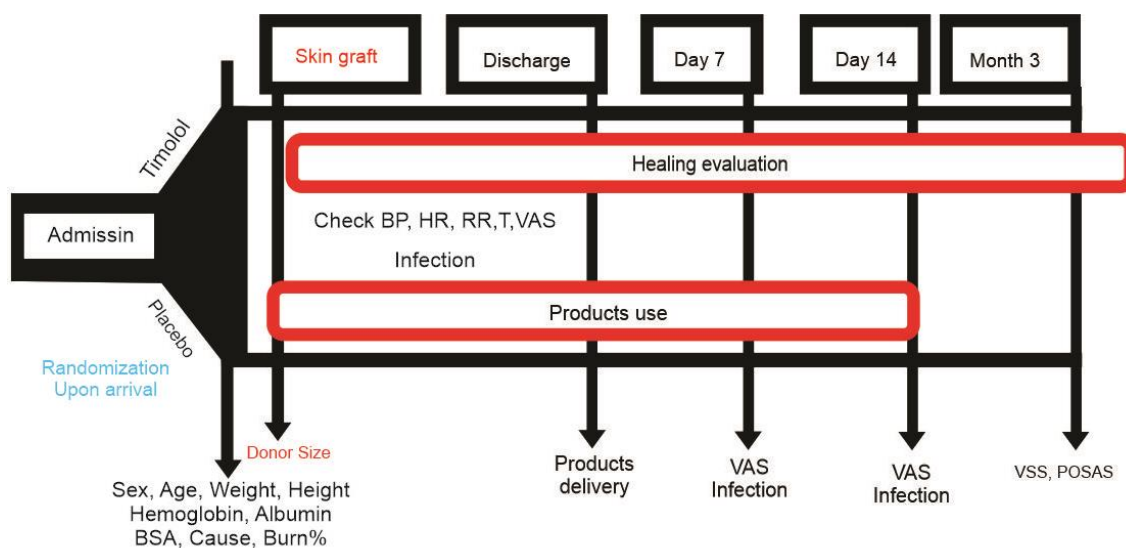 Skin graft
Discharge
Day 7
Day 14
Month 3
Timolol
Healing evaluation
Admissin
Check BP, HR, RR,T,VAS
Infection
Placebo
Products use
Randomization
Upon arrival
Donor Size
Sex, Age, Weight, Height
Hemoglobin, Albumin
BSA, Cause, Burn%
Products
delivery
VAS
Infection
VAS
Infection
VSS, POSAS